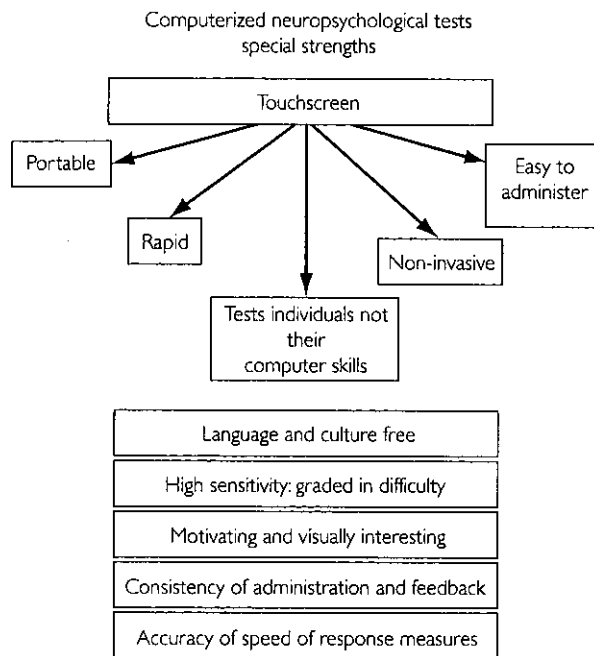 Computerized neuropsychological tests
special strengths
Touchscreen
Portable
Easy to
administer
Rapid
Non-invasive
Tests individuals not
their
computer skills
Language and culture free
High sensitivity: graded in difficulty
Motivating and visually interesting
Consistency of administration and feedback
Accuracy of speed of response measures